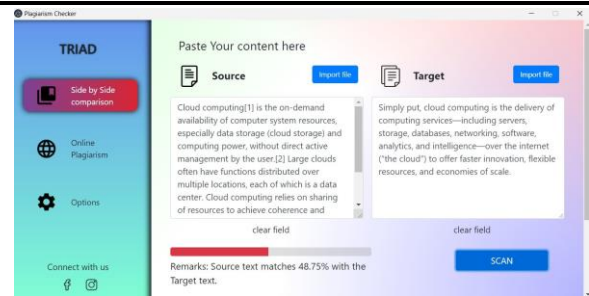 Plagiarism Checker
TRIAD
Side by Side
comparison
Online
Plagiarism
Options
Connect with us
Paste Your content here
Source
Import file
Cloud computing[1] is the on-demand
availability of computer system resources,
especially data storage (cloud storage) and
computing power, without direct active
management by the user.[2] Large clouds
often have functions distributed over
multiple locations, each of which is a data
center. Cloud computing relies on sharing
of resources to achieve coherence and
clear field
Target
Import file
Simply put, cloud computing is the delivery of
computing services—including servers,
storage, databases, networking, software,
analytics, and intelligence—over the internet
("the cloud") to offer faster innovation, flexible
resources, and economies of scale.
clear field
Remarks: Source text matches 48.75% with the
Target text.
SCAN